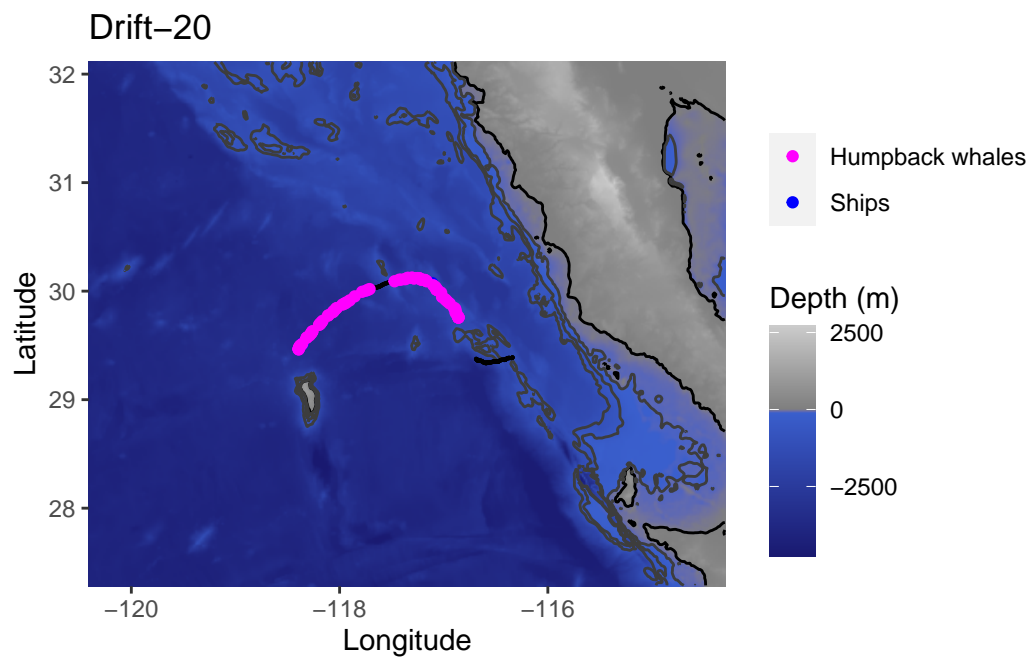 Drift−20
32
31
30
29
28
Latitude
−120
−118
−116
Longitude
Humpback whales
Ships
Depth (m)
2500
0
−2500